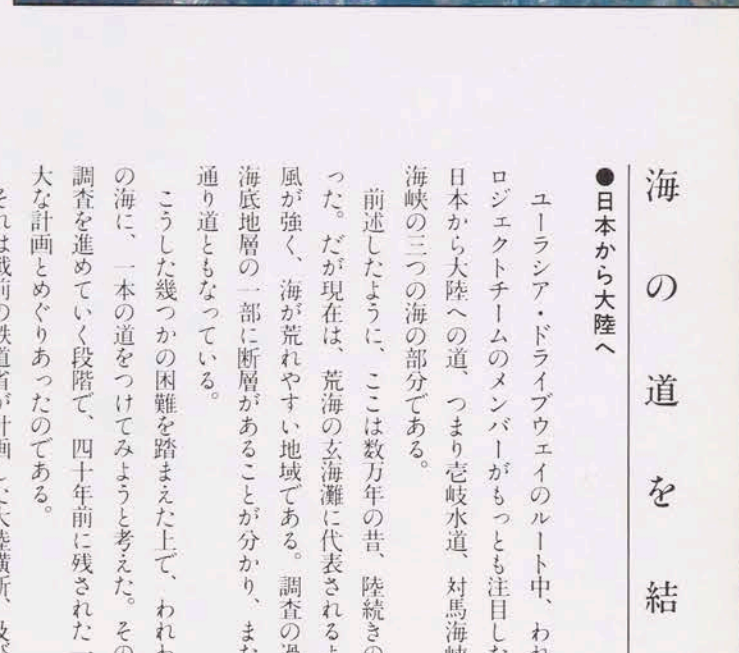 海の道を結
●日本から大陸へ
ユーラシア・ドライブウェイのルート中、われ
ロジェクトチームのメンバーがもっとも注目した
日本から大陸への道、つまり壱岐水道、対馬海峡
海峡の三つの海の部分である。
前述したように、ここは数万年の昔、陸続きの
った。だが現在は、荒海の玄海灘に代表されるよ
風が強く、海が荒れやすい地域である。調査の過
海底地層の一部に断層があることが分かり、また
通り道ともなっている。
こうした幾つかの困難を踏まえた上で、われわ
の海に、一本の道をつけてみようと考えた。その
調査を進めていく段階で、四十年前に残された一
大な計画とめぐりあったのである。
それは戦前の鉄道省が計画した大陸横断、及び